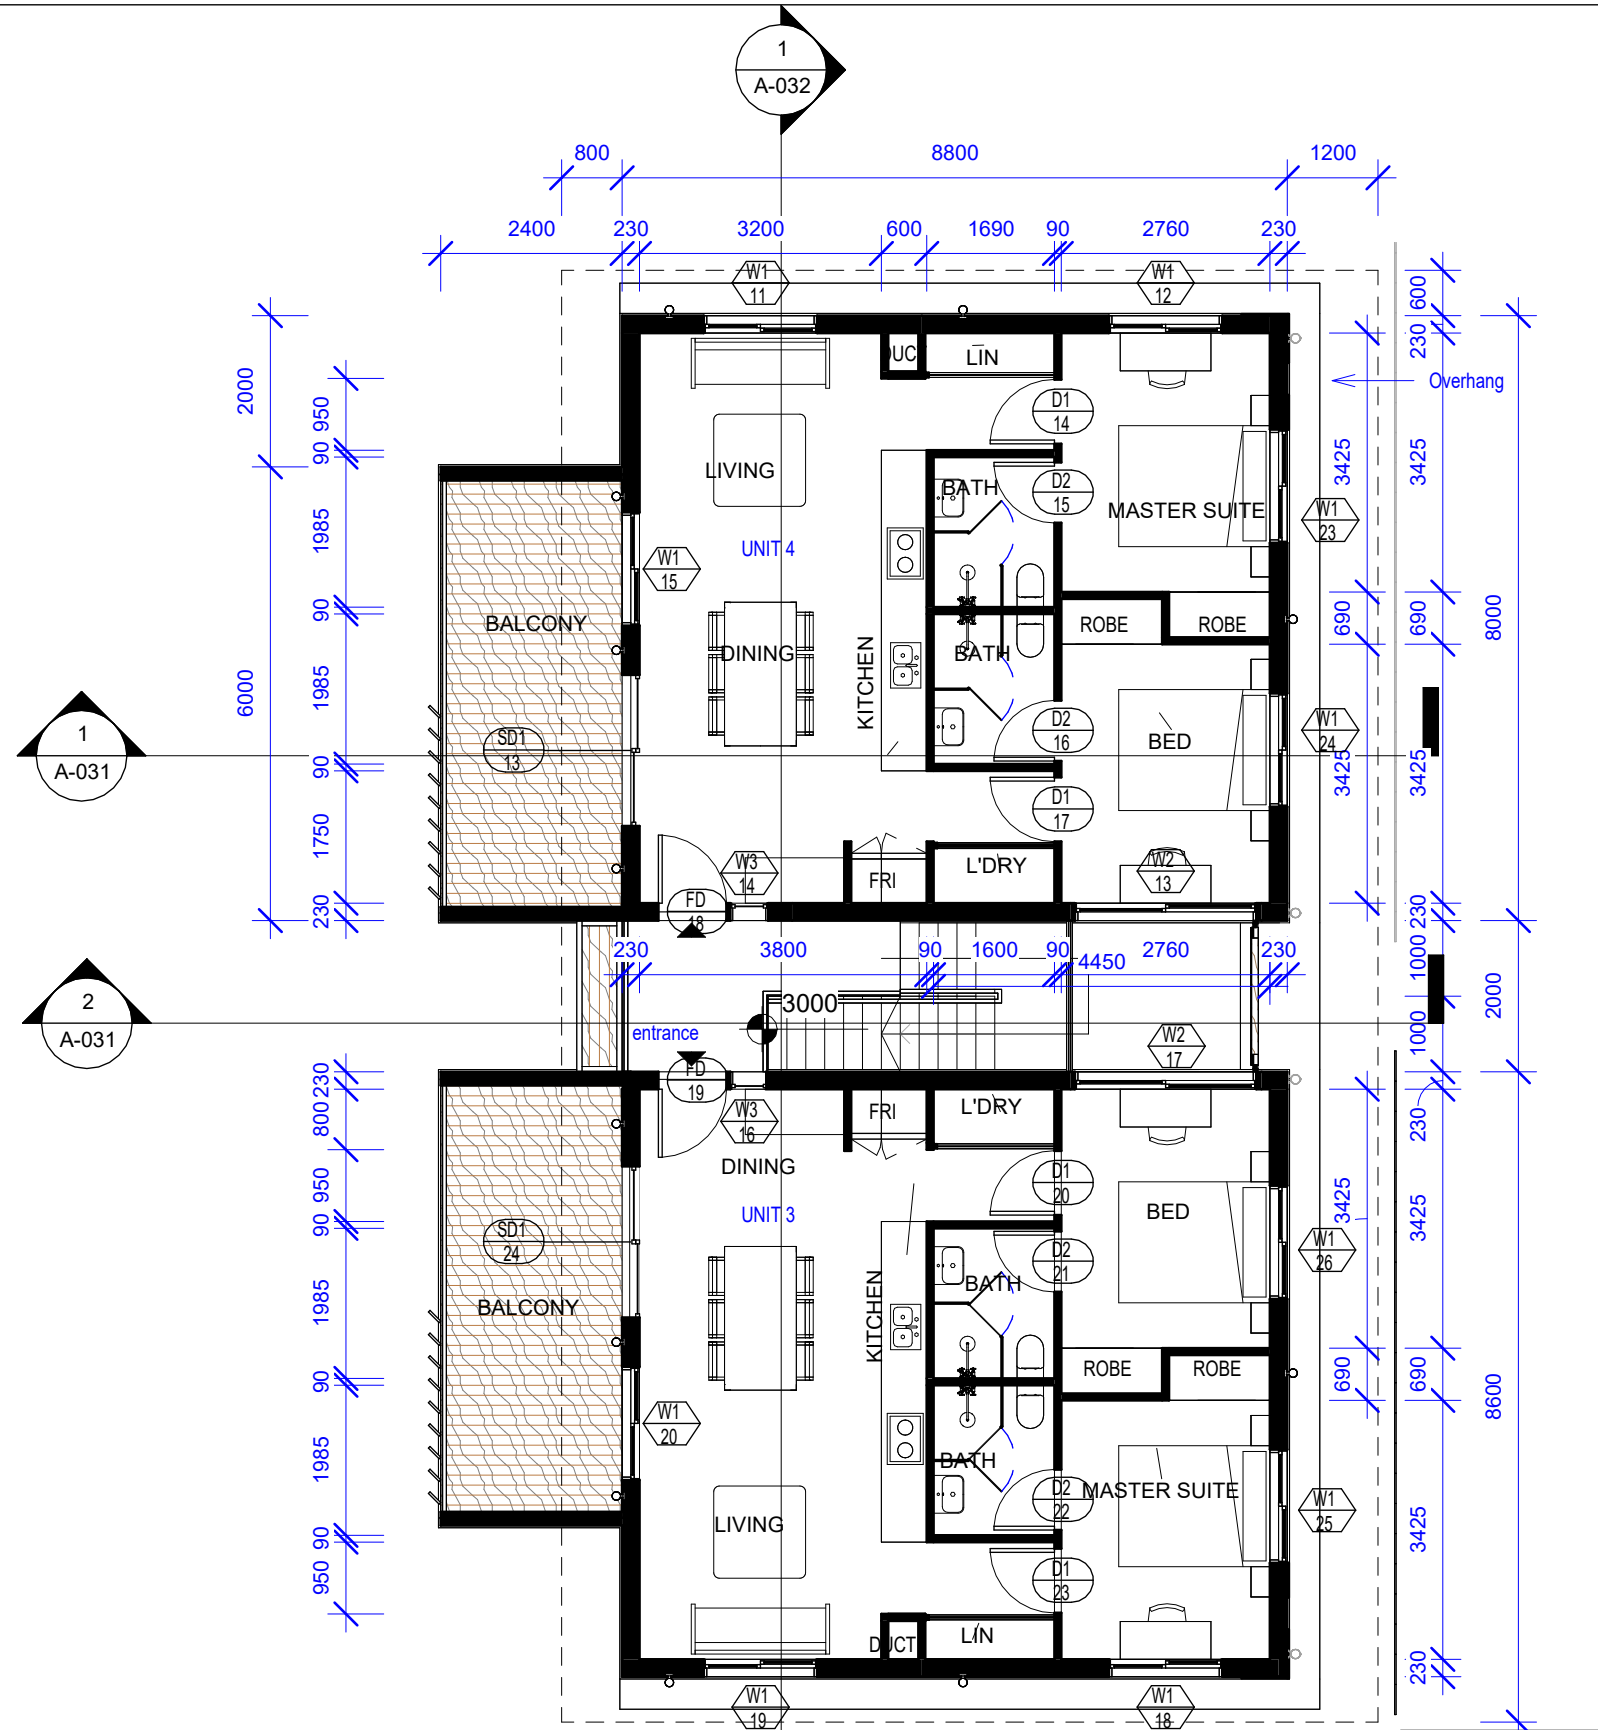 1
A-032
800
8800
1200
2400
230
3200
600
1690
90
2760
230
W1
11
W1
12
600
230
2000
950
90
DUC
LIN
Overhang
D1
14
3425
3425
LIVING
BATH
D2
15
MASTER SUITE
W1
23
1985
UNIT 4
W1
15
90
BALCONY
ROBE
ROBE
690
690
8000
DINING
BATH
KITCHEN
6000
1985
1
A-031
SD1
13
D2
16
BED
W1
24
90
3425
3425
D1
17
1750
W3
14
FRI
L'DRY
W2
13
230
FD
18
230
230
3800
90
1600
90
4450
2760
230
1000
2
A-031
3000
entrance
W2
17
2000
1000
230
FD
19
800
W3
16
FRI
L'DRY
230
DINING
950
D1
20
UNIT 3
BED
3425
3425
90
SD1
24
D2
21
W1
26
BATH
1985
BALCONY
KITCHEN
90
ROBE
ROBE
690
690
8600
W1
20
1985
BATH
D2
22
MASTER SUITE
W1
25
LIVING
3425
90
950
D1
23
DUCT
LIN
230
W1
19
W1
18